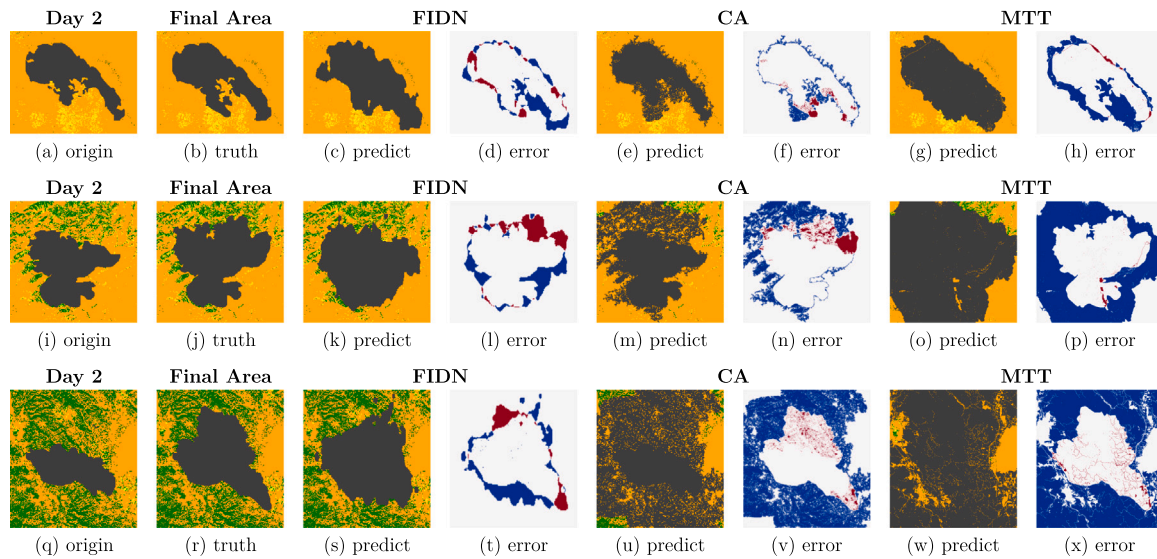 Day 2 Final Area FIDN CA MTT
(a) origin (b) truth (c) predict (d) error (e) predict (f) error (g) predict (h) error
Day 2 Final Area FIDN CA MTT
(i) origin (j) truth (k) predict (l) error (m) predict (n) error (o) predict (p) error
Day 2 Final Area FIDN CA MTT
(q) origin (r) truth (s) predict (t) error (u) predict (v) error (w) predict (x) error